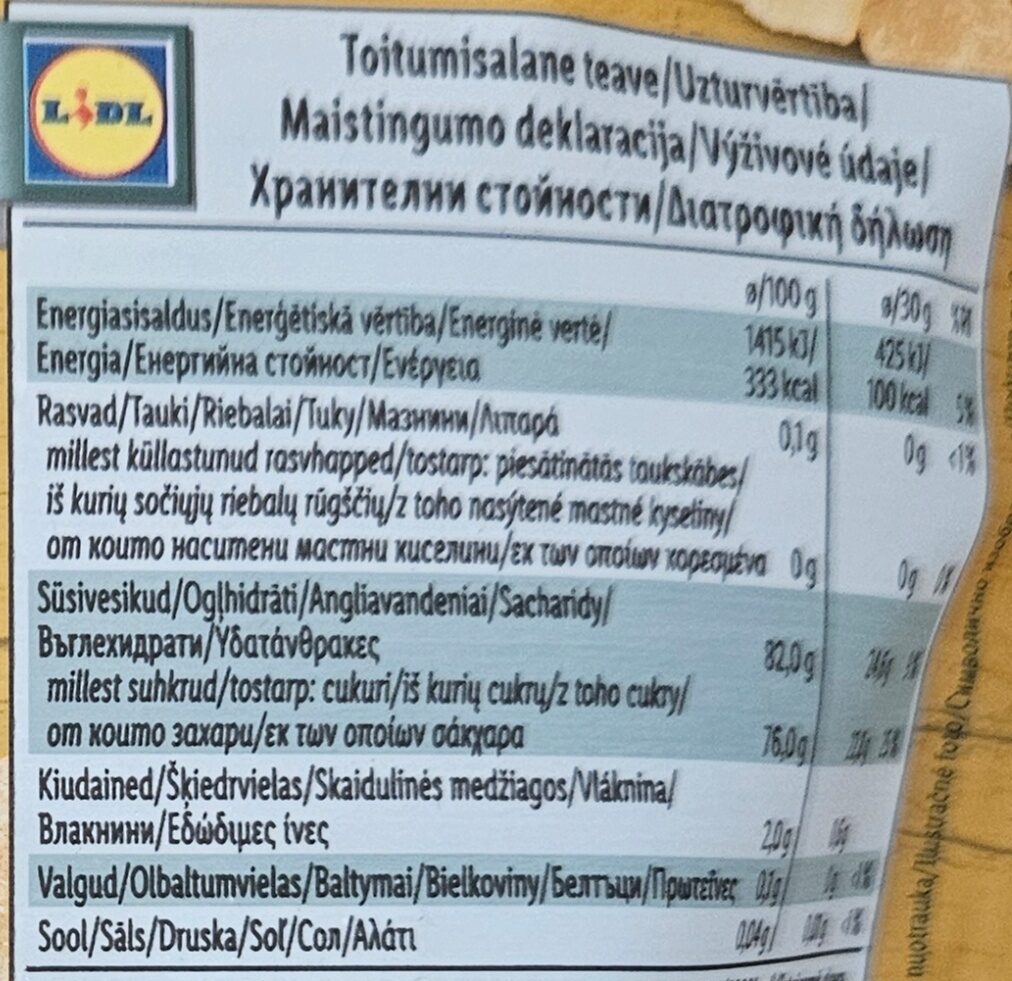 LIDL
Toitumisalane teave/Uzturvērtība/
Maistingumo deklaracija/Výživové údaje/
Хранителни стойности/Διατροφική δήλωση
ø/100 g ø/30g
Energiasisaldus/Enerģētiskā vērtība/Energinė vertė/ 1415 kJ/ 425 kJ/
Energia/Енергийна стойност/Ενέργεια 333 kcal 100 kcal 5%
Rasvad/Tauki/Riebalai/Tuky/Мазнини/Λιπαρά 0,1g 0g <1%
millest küllastunud rasvhapped/tostarp: piesātinātās taukskābes/
iš kurių sočiųjų riebalų rūgščių/z toho nasýtené mastné kyseliny/
от които наситени мастни киселини/εκ των οποίων κορεσμένα 0g 0g
Süsivesikud/Ogļhidrāti/Angliavandeniai/Sacharidy/
Въглехидрати/Υδατάνθρακες 82,0g
millest suhkrud/tostarp: cukuri/iš kurių cukrų/z toho cukry/
от които захари/εκ των οποίων σάκχαρα 76,0g
Kiudained/Šķiedrvielas/Skaidulinės medžiagos/Vláknina/
Влакнини/Εδώδιμες ίνες 2,0g
Valgud/Olbaltumvielas/Baltymai/Bielkoviny/Белтъци/Πρωτεΐνες 0,1g
Sool/Sāls/Druska/Soľ/Сол/Αλάτι 0,04g
nuotrauka/Ilustračné foto/Символично